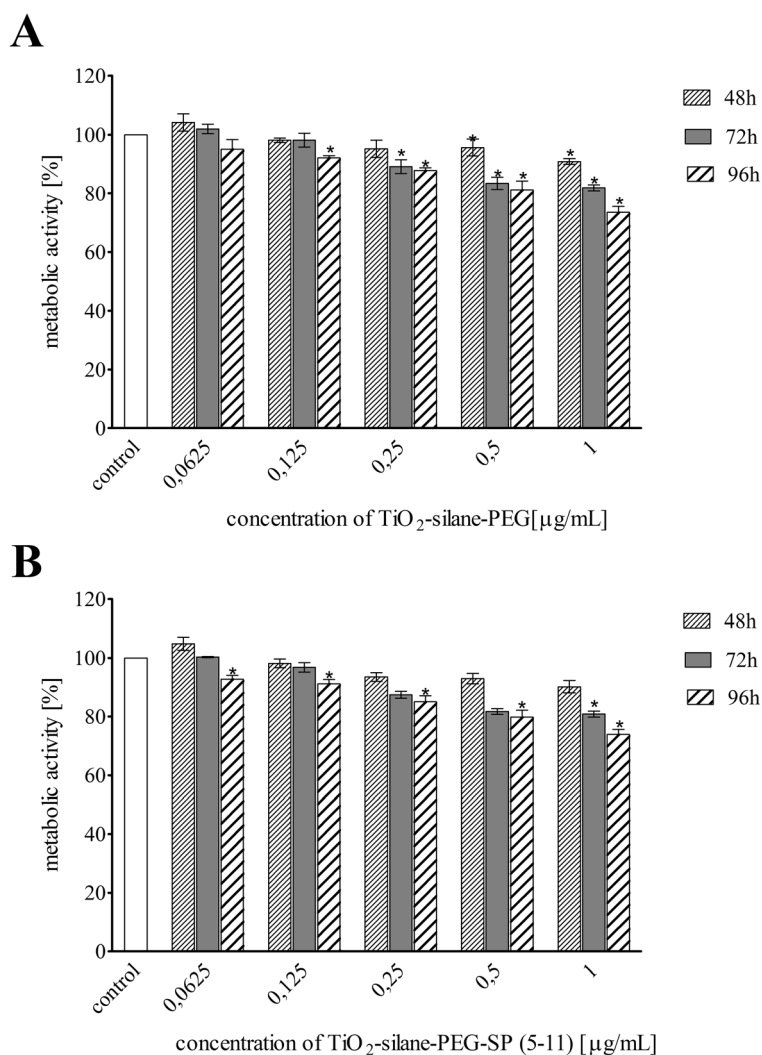 A
120
100
80
60
40
20
0
metabolic activity [%]
48h
72h
96h
* * * * * * * * *
control 0,0625 0,125 0,25 0,5 1
concentration of TiO₂-silane-PEG[µg/mL]
B
120
100
80
60
40
20
0
metabolic activity [%]
48h
72h
96h
* * * * * *
control 0,0625 0,125 0,25 0,5 1
concentration of TiO₂-silane-PEG-SP (5-11) [µg/mL]